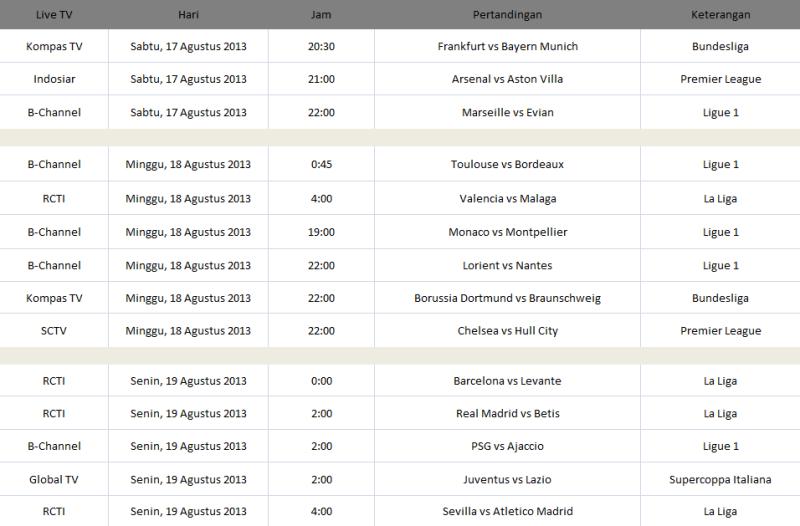 Live TV Hari Jam Pertandingan Keterangan
Kompas TV Sabtu, 17 Agustus 2013 20:30 Frankfurt vs Bayern Munich Bundesliga
Indosiar Sabtu, 17 Agustus 2013 21:00 Arsenal vs Aston Villa Premier League
B-Channel Sabtu, 17 Agustus 2013 22:00 Marseille vs Evian Ligue 1
B-Channel Minggu, 18 Agustus 2013 0:45 Toulouse vs Bordeaux Ligue 1
RCTI Minggu, 18 Agustus 2013 4:00 Valencia vs Malaga La Liga
B-Channel Minggu, 18 Agustus 2013 19:00 Monaco vs Montpellier Ligue 1
B-Channel Minggu, 18 Agustus 2013 22:00 Lorient vs Nantes Ligue 1
Kompas TV Minggu, 18 Agustus 2013 22:00 Borussia Dortmund vs Braunschweig Bundesliga
SCTV Minggu, 18 Agustus 2013 22:00 Chelsea vs Hull City Premier League
RCTI Senin, 19 Agustus 2013 0:00 Barcelona vs Levante La Liga
RCTI Senin, 19 Agustus 2013 2:00 Real Madrid vs Betis La Liga
B-Channel Senin, 19 Agustus 2013 2:00 PSG vs Ajaccio Ligue 1
Global TV Senin, 19 Agustus 2013 2:00 Juventus vs Lazio Supercoppa Italiana
RCTI Senin, 19 Agustus 2013 4:00 Sevilla vs Atletico Madrid La Liga